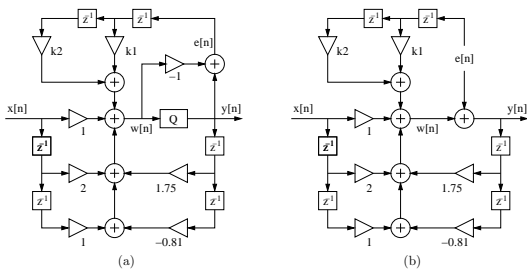 z⁻¹ z⁻¹ z⁻¹ z⁻¹
k2 k1 e[n] k2 k1 e[n]
−1
x[n] y[n] x[n] y[n]
1 w[n] Q 1 w[n]
z⁻¹ z⁻¹ z⁻¹ z⁻¹
2 1.75 2 1.75
z⁻¹ z⁻¹ z⁻¹ z⁻¹
1 −0.81 1 −0.81
(a) (b)